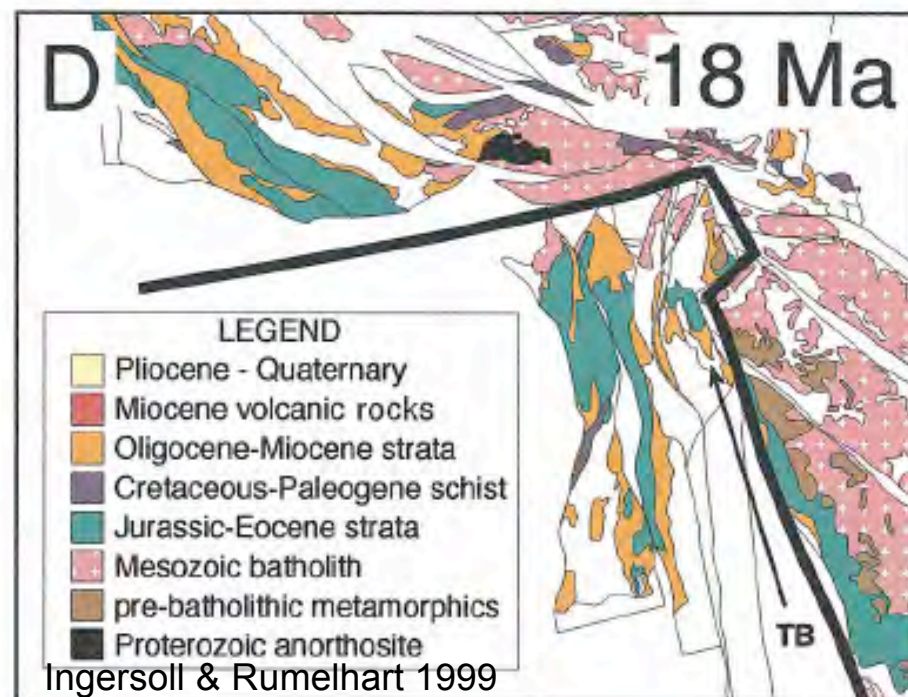 D
18 Ma
LEGEND
Pliocene - Quaternary
Miocene volcanic rocks
Oligocene-Miocene strata
Cretaceous-Paleogene schist
Jurassic-Eocene strata
Mesozoic batholith
pre-batholithic metamorphics
Proterozoic anorthosite
TB
Ingersoll & Rumelhart 1999